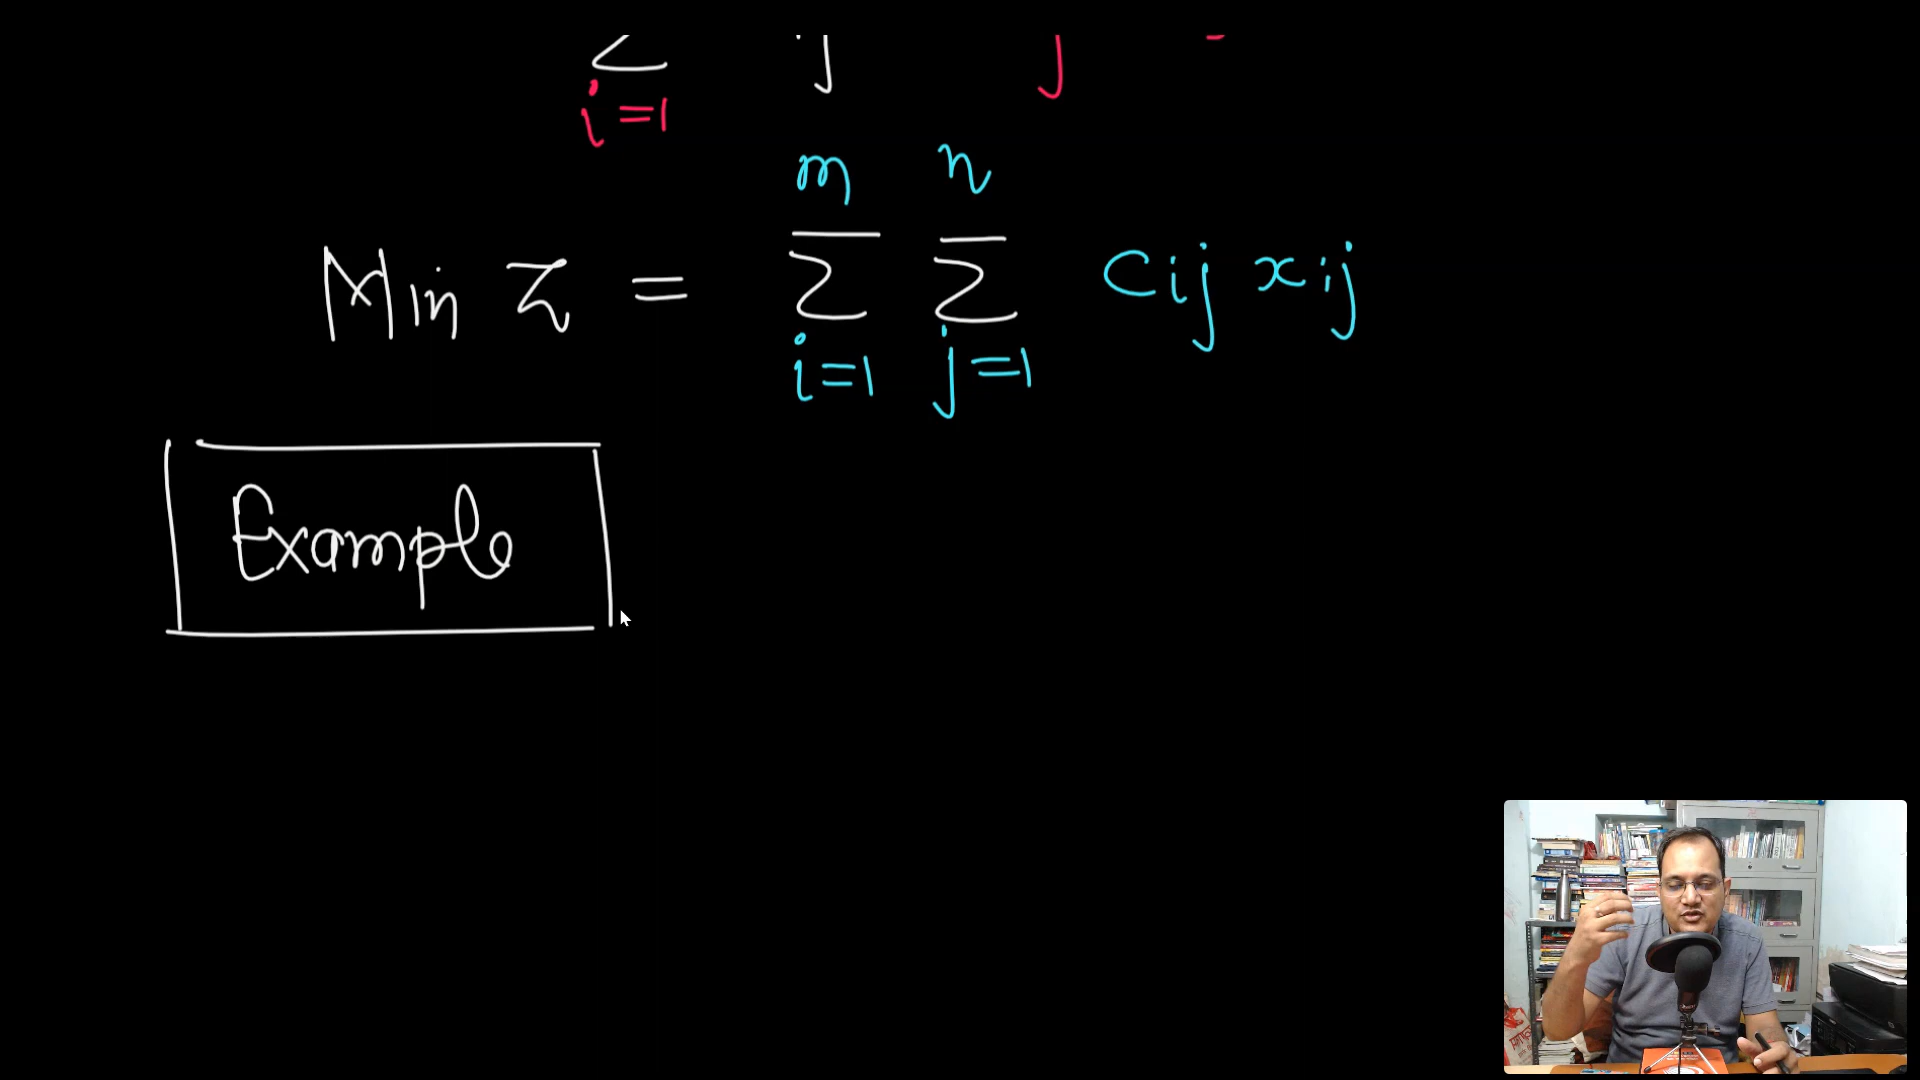 Σ j j
i=1
m n
Min Z = Σ Σ Cij xij
i=1 j=1
Example